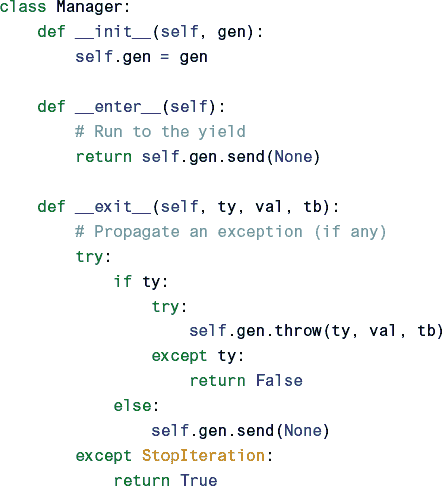 class Manager:
    def __init__(self, gen):
        self.gen = gen

    def __enter__(self):
        # Run to the yield
        return self.gen.send(None)

    def __exit__(self, ty, val, tb):
        # Propagate an exception (if any)
        try:
            if ty:
                try:
                    self.gen.throw(ty, val, tb)
                except ty:
                    return False
            else:
                self.gen.send(None)
        except StopIteration:
            return True